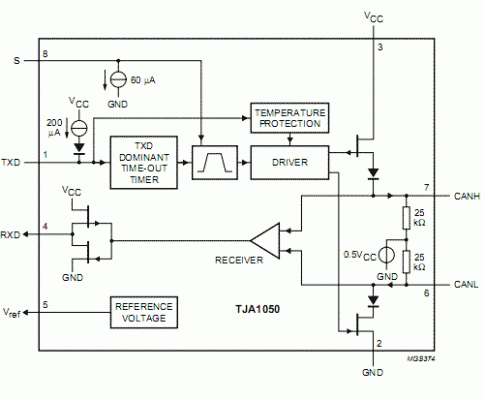 VCC
S
8
3
60 µA
GND
VCC
200
µA
TEMPERATURE
PROTECTION
TXD
1
TXD
DOMINANT
TIME-OUT
TIMER
DRIVER
7
CANH
VCC
25
kΩ
RXD
4
0.5VCC
25
kΩ
RECEIVER
GND
GND
CANL
6
Vref
5
REFERENCE
VOLTAGE
TJA1050
2
MGS374
GND